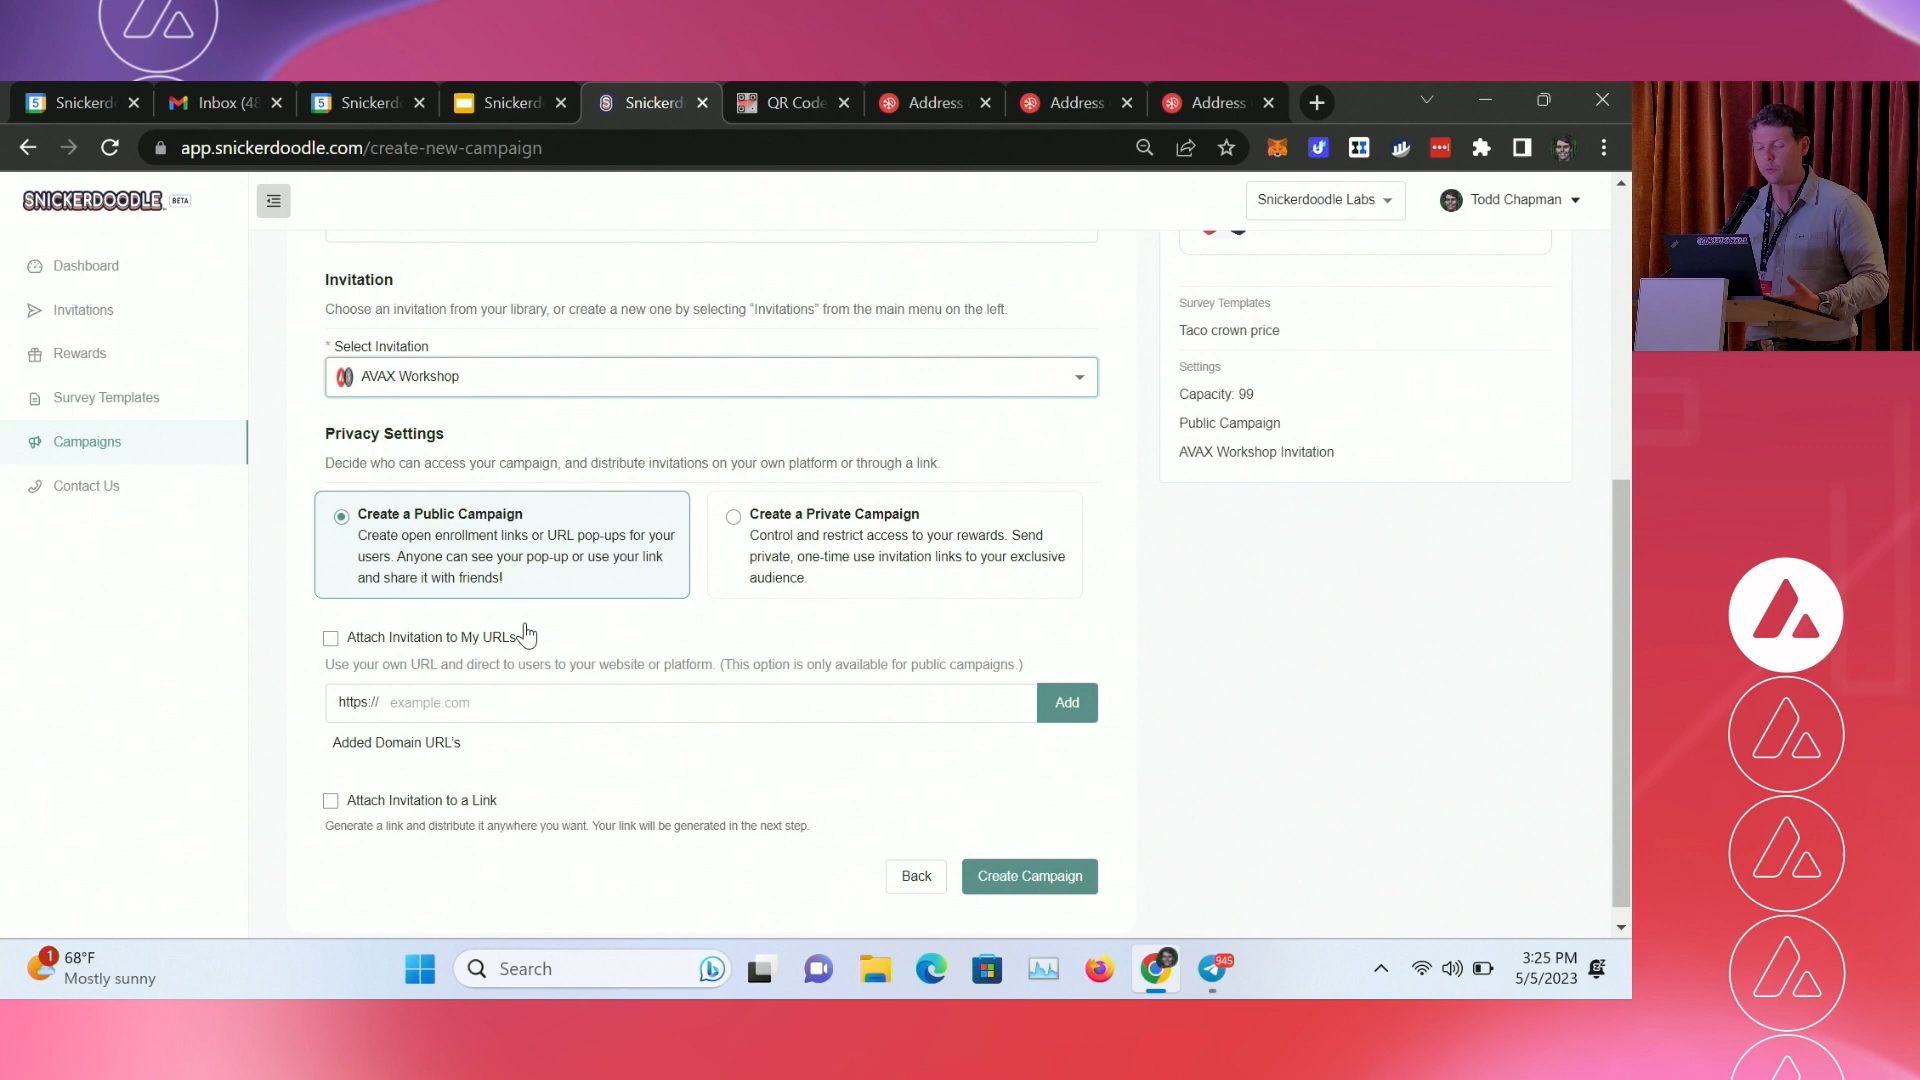 Snickerd
Inbox (48
Snickerd
Snickerd
Snickerd
QR Code
Address
Address
Address
app.snickerdoodle.com/create-new-campaign
SNICKERDOODLE BETA
Snickerdoodle Labs
Todd Chapman
Dashboard
Invitations
Rewards
Survey Templates
Campaigns
Contact Us
Invitation
Choose an invitation from your library, or create a new one by selecting “Invitations” from the main menu on the left.
* Select Invitation
AVAX Workshop
Privacy Settings
Decide who can access your campaign, and distribute invitations on your own platform or through a link.
Create a Public Campaign
Create open enrollment links or URL pop-ups for your
users. Anyone can see your pop-up or use your link
and share it with friends!
Create a Private Campaign
Control and restrict access to your rewards. Send
private, one-time use invitation links to your exclusive
audience.
Attach Invitation to My URLs
Use your own URL and direct to users to your website or platform. (This option is only available for public campaigns.)
https:// example.com
Add
Added Domain URL's
Attach Invitation to a Link
Generate a link and distribute it anywhere you want. Your link will be generated in the next step.
Back
Create Campaign
Survey Templates
Taco crown price
Settings
Capacity: 99
Public Campaign
AVAX Workshop Invitation
1
68°F
Mostly sunny
Search
945
3:25 PM
5/5/2023